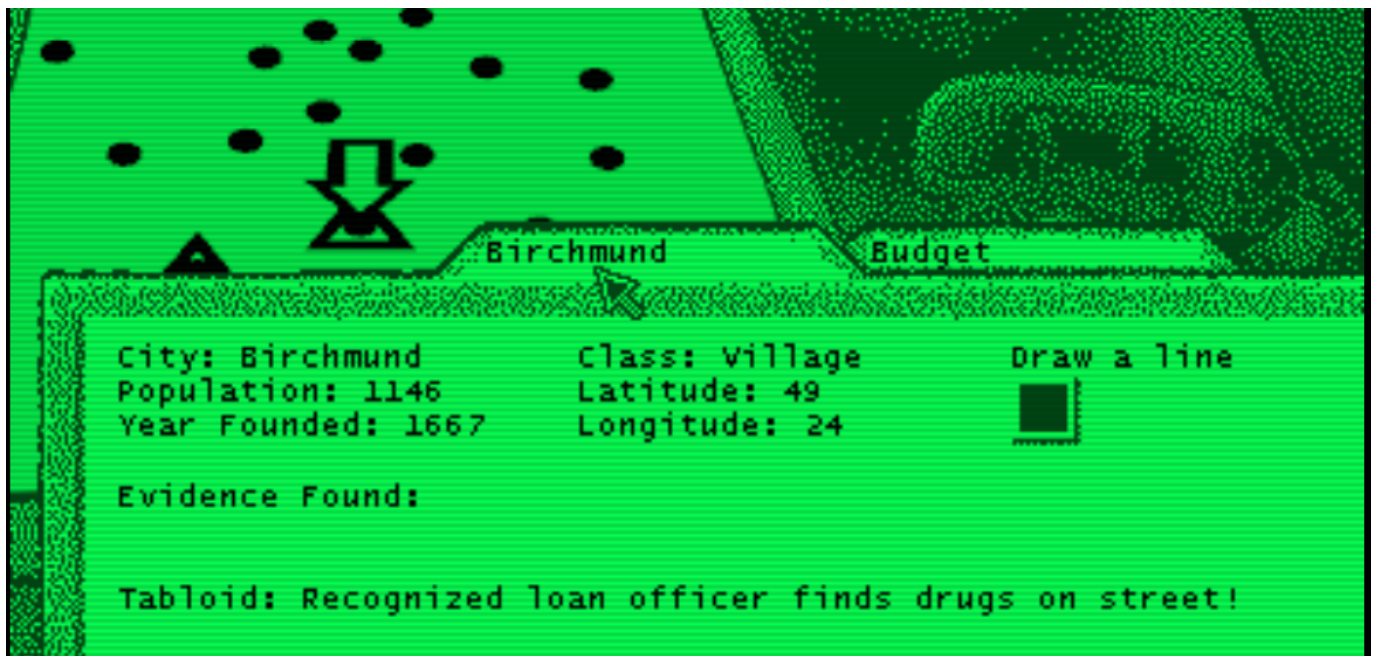 Birchmund Budget
City: Birchmund Class: Village Draw a line
Population: 1146 Latitude: 49
Year Founded: 1667 Longitude: 24
Evidence Found:
Tabloid: Recognized loan officer finds drugs on street!